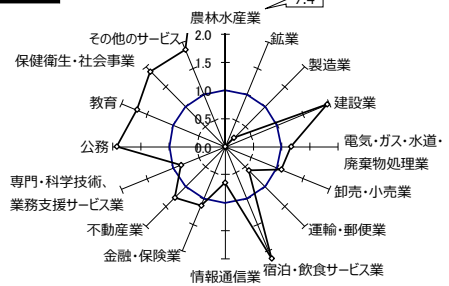 7.4
農林水産業
鉱業
製造業
建設業
電気・ガス・水道・
廃棄物処理業
卸売・小売業
運輸・郵便業
宿泊・飲食サービス業
情報通信業
金融・保険業
不動産業
専門・科学技術、
業務支援サービス業
公務
教育
保健衛生・社会事業
その他のサービス
2.0
1.5
1.0
0.5
0.0